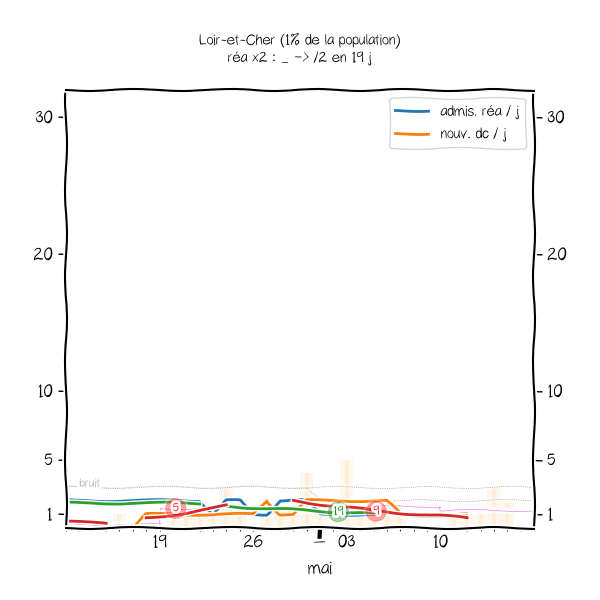 Loir-et-Cher (1% de la population)
réa x2 : _ -> /2 en 19 j
admis. réa / j
nouv. dc / j
30
30
20
20
10
10
5
5
bruit
5
19
9
1
1
19
26
03
10
mai